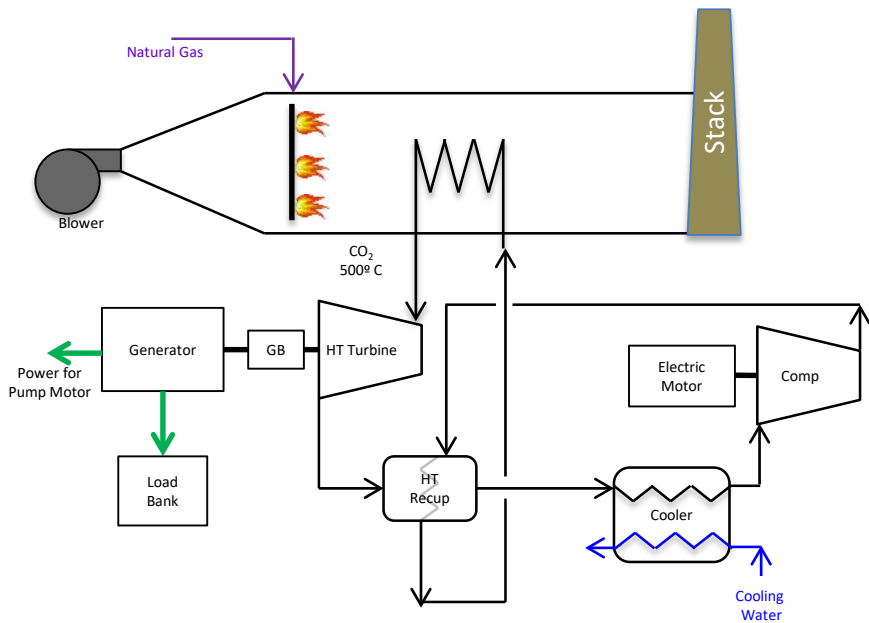 Natural Gas
Stack
Blower
CO₂
500º C
Generator
GB
HT Turbine
Power for
Pump Motor
Load
Bank
HT
Recup
Electric
Motor
Comp
Cooler
Cooling
Water